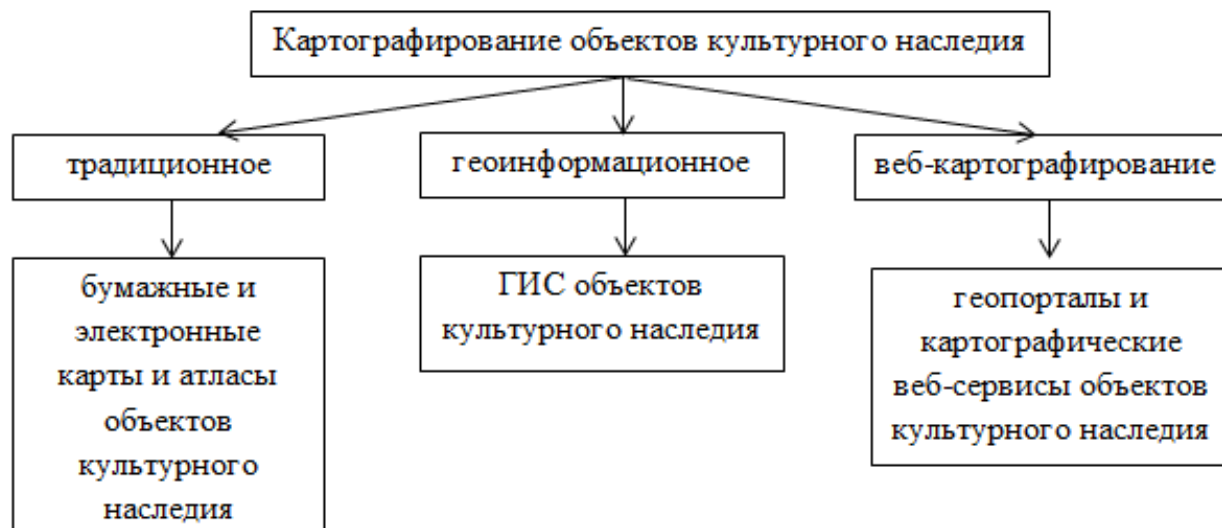 Картографирование объектов культурного наследия
традиционное
геоинформационное
веб-картографирование
бумажные и
электронные
карты и атласы
объектов
культурного
наследия
ГИС объектов
культурного наследия
геопорталы и
картографические
веб-сервисы объектов
культурного наследия